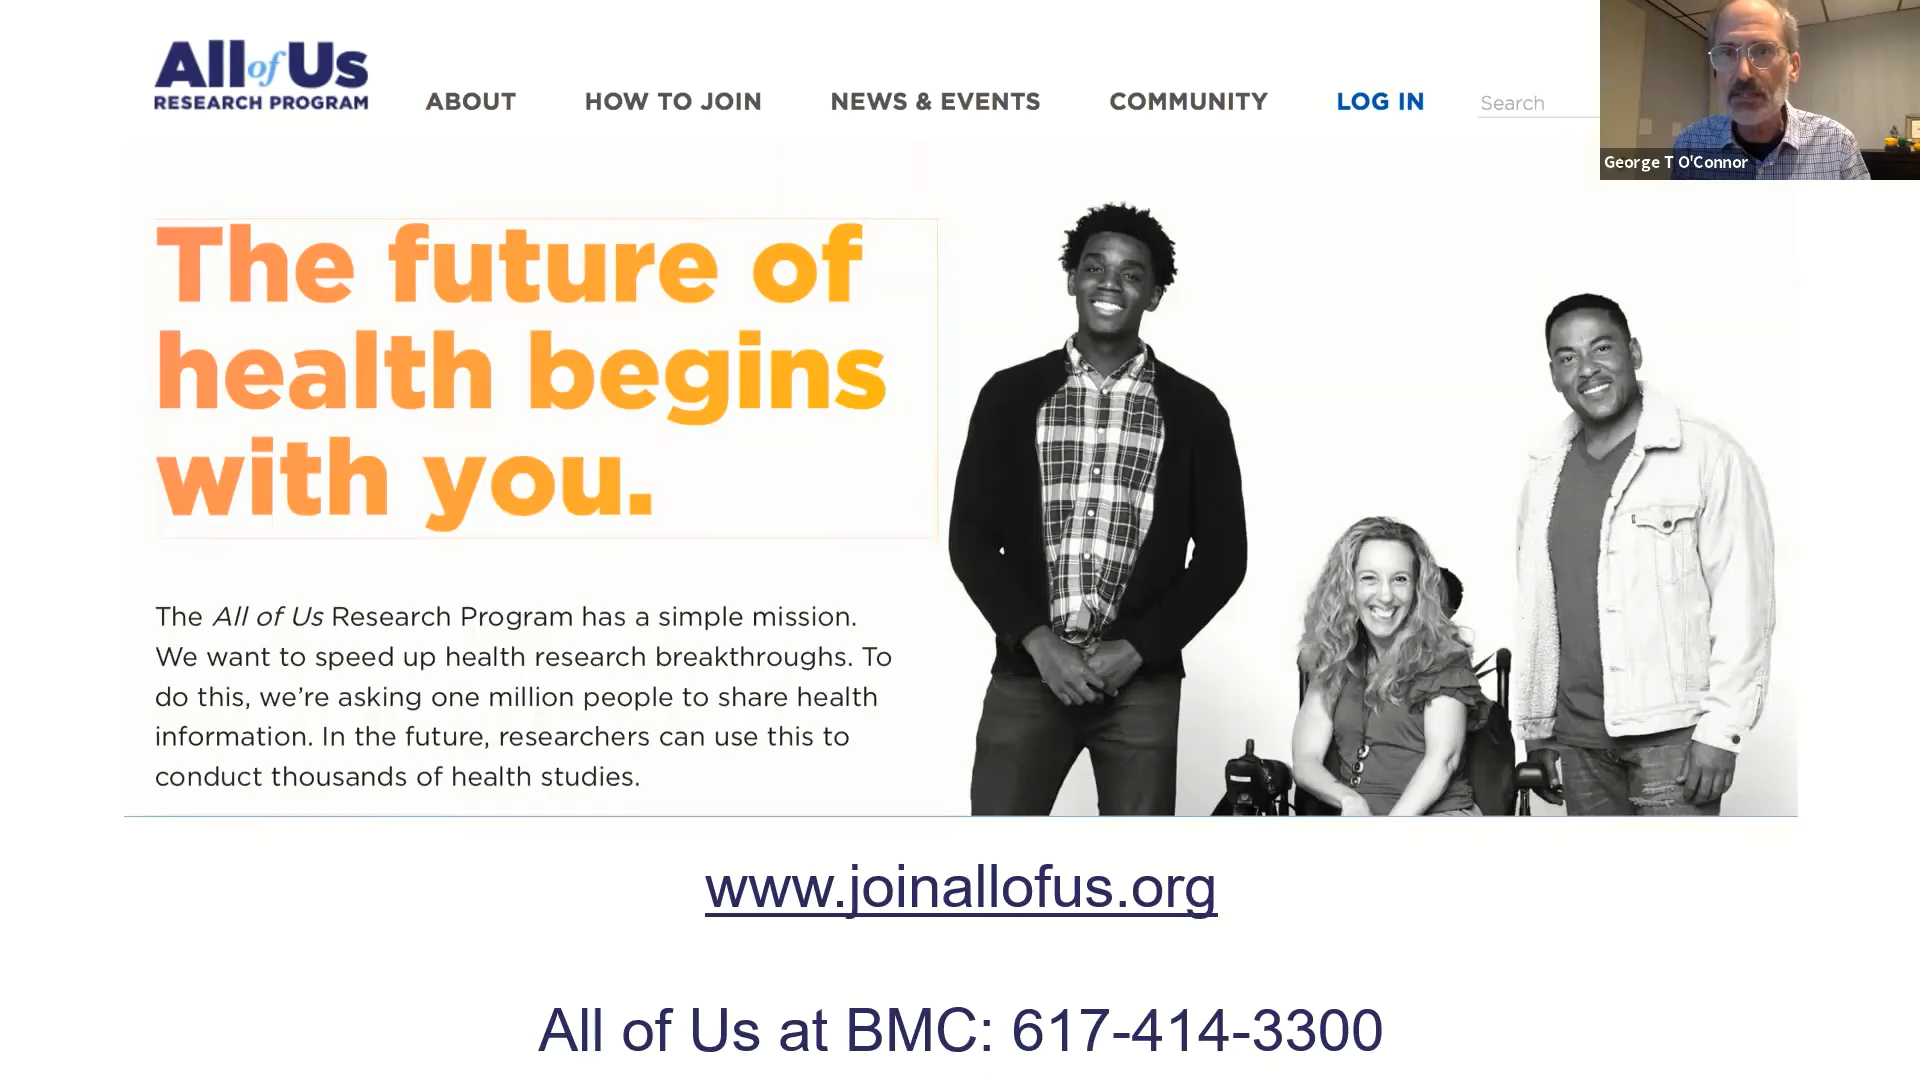 All of Us
RESEARCH PROGRAM
ABOUT
HOW TO JOIN
NEWS & EVENTS
COMMUNITY
LOG IN
Search
George T O'Connor
The future of
health begins
with you.
The All of Us Research Program has a simple mission.
We want to speed up health research breakthroughs. To
do this, we’re asking one million people to share health
information. In the future, researchers can use this to
conduct thousands of health studies.
www.joinallofus.org
All of Us at BMC: 617-414-3300